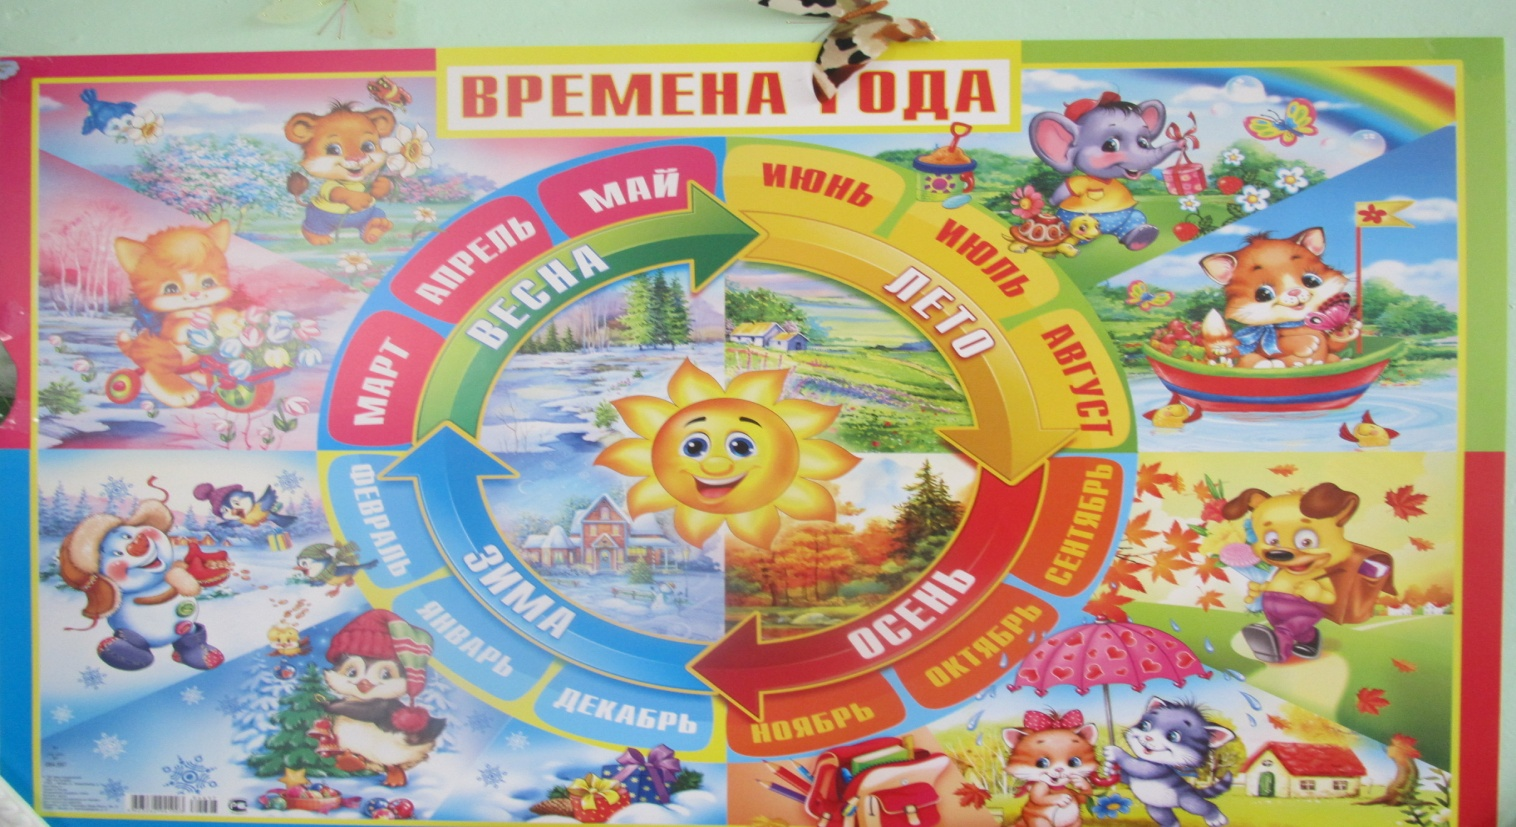 ВРЕМЕНА ГОДА
МАРТ
АПРЕЛЬ
МАЙ
ВЕСНА
ИЮНЬ
ИЮЛЬ
АВГУСТ
ЛЕТО
СЕНТЯБРЬ
ОКТЯБРЬ
НОЯБРЬ
ОСЕНЬ
ДЕКАБРЬ
ЯНВАРЬ
ФЕВРАЛЬ
ЗИМА